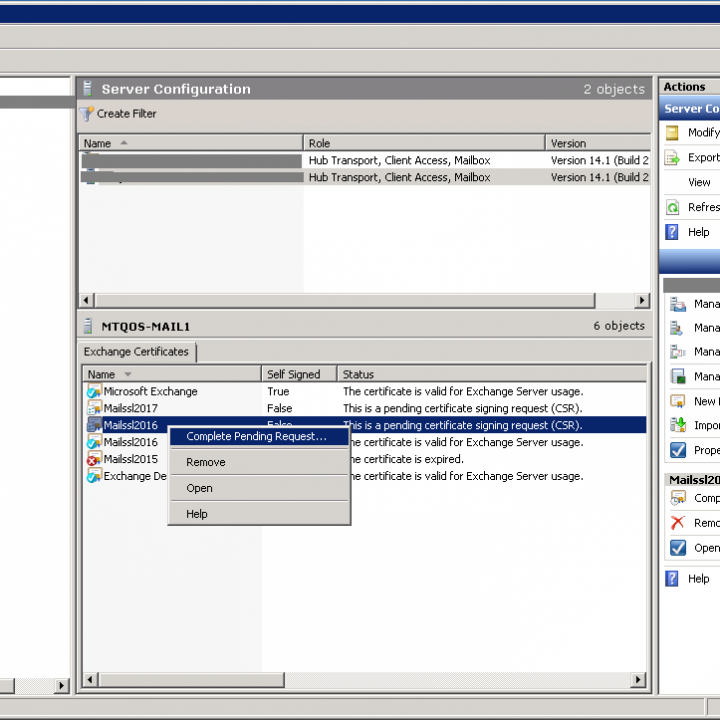 Server Configuration 2 objects
Create Filter
Name Role Version
Hub Transport, Client Access, Mailbox Version 14.1 (Build 2
Hub Transport, Client Access, Mailbox Version 14.1 (Build 2
MTQOS-MAIL1 6 objects
Exchange Certificates
Name Self Signed Status
Microsoft Exchange True The certificate is valid for Exchange Server usage.
Mailssl2017 False This is a pending certificate signing request (CSR).
Mailssl2016 False This is a pending certificate signing request (CSR).
Mailssl2016 he certificate is valid for Exchange Server usage.
Mailssl2015 he certificate is expired.
Exchange De he certificate is valid for Exchange Server usage.
Complete Pending Request...
Remove
Open
Help
Actions
Server Co
Modify
Export
View
Refres
Help
Mana
Mana
Mana
Mana
New
Impor
Prope
Mailssl20
Comp
Remo
Open
Help